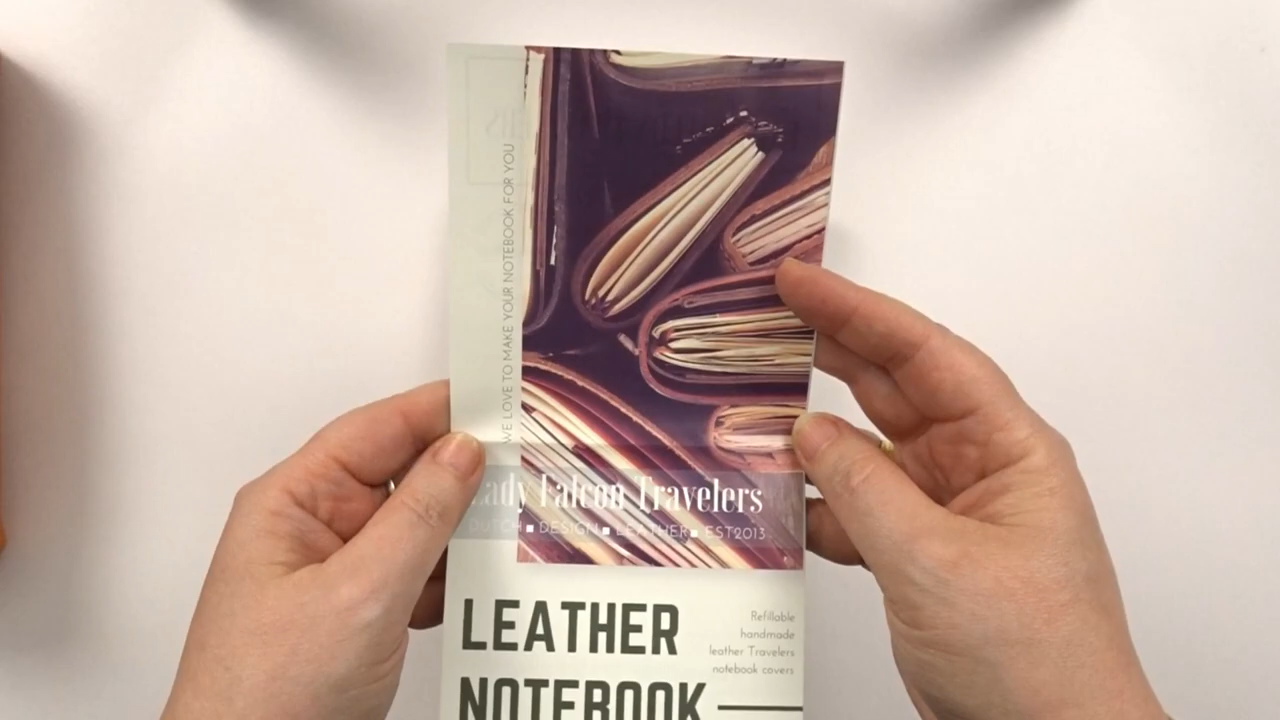 WE LOVE TO MAKE YOUR NOTEBOOK FOR YOU
Lady Falcon Travelers
DUTCH ▪ DESIGN ▪ LEATHER ▪ EST2013
LEATHER
NOTEBOOK
Refillable
handmade
leather Travelers
notebook covers